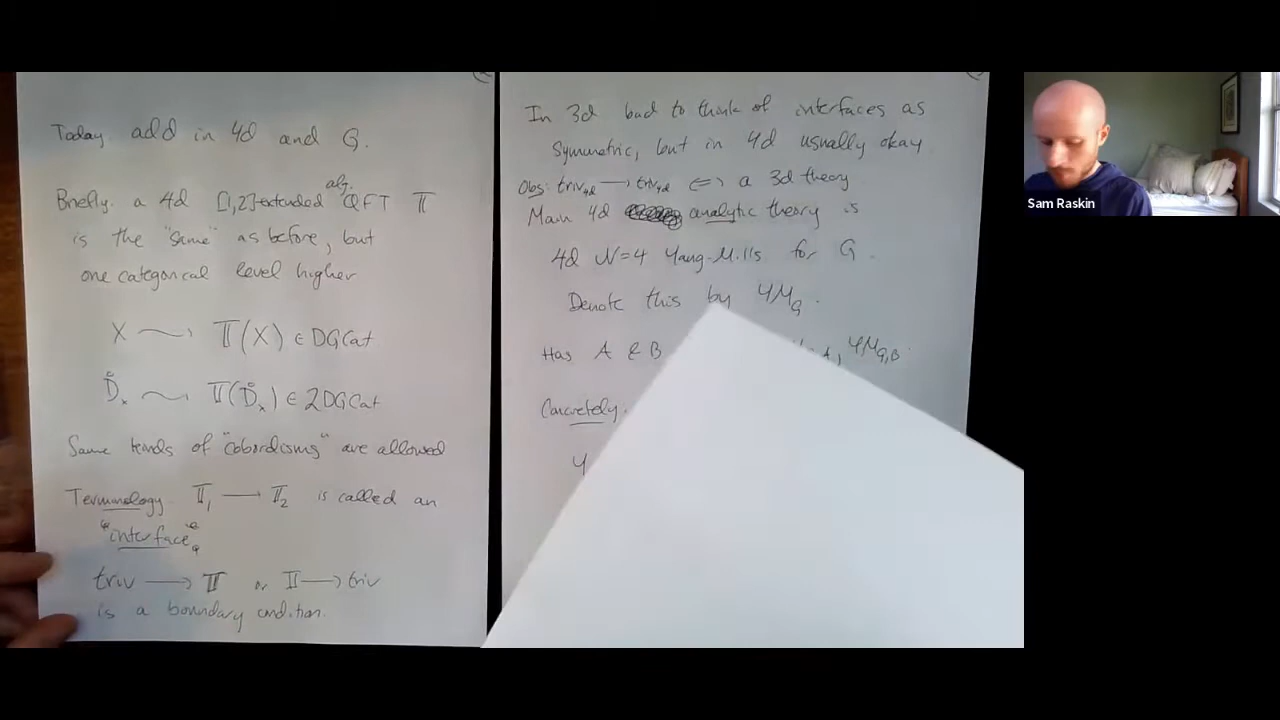 Today add in 4d and G.
Briefly. a 4d [1,2]-extended alg. QFT 𝕋
is the "same" as before, but
one categorical level higher
X ⟿ 𝕋(X) ∈ DGCat
D̊ₓ ⟿ 𝕋(D̊ₓ) ∈ 2DGCat
Same kinds of "cobordisms" are allowed
Terminology. 𝕋₁ ⟶ 𝕋₂ is called an
"interface"
triv ⟶ 𝕋 or 𝕋 ⟶ triv
is a boundary condition.
In 3d bad to think of interfaces as
symmetric, but in 4d usually okay
Obs: triv₄d ⟶ triv₄d ⟺ a 3d theory
Main 4d analytic theory is
4d N=4 Yang-Mills for G.
Denote this by YM_G.
Has A & B YM_G,B.
Concretely.
Sam Raskin